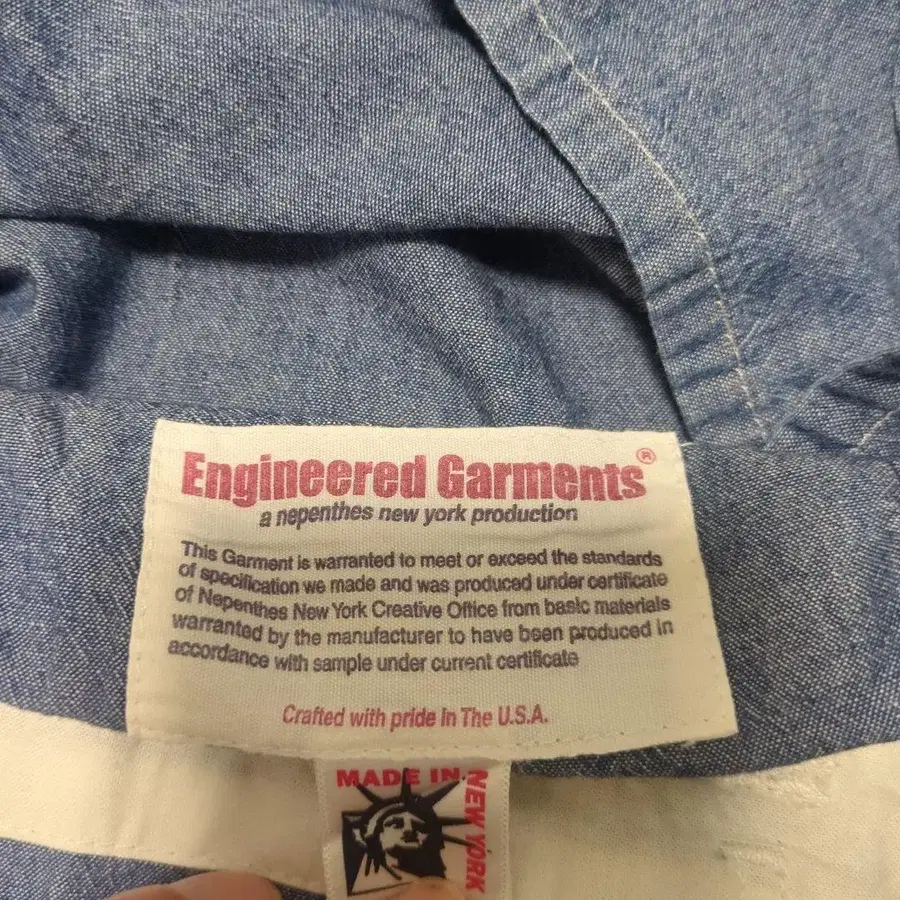 Engineered Garments®
a nepenthes new york production
This Garment is warranted to meet or exceed the standards
of specification we made and was produced under certificate
of Nepenthes New York Creative Office from basic materials
warranted by the manufacturer to have been produced in
accordance with sample under current certificate
Crafted with pride in The U.S.A.
MADE IN
NEW YORK